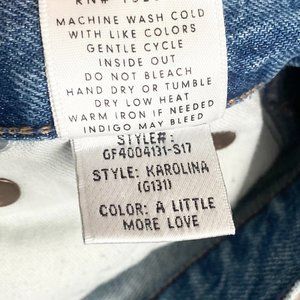 MACHINE WASH COLD
WITH LIKE COLORS
GENTLE CYCLE
INSIDE OUT
DO NOT BLEACH
HAND DRY OR TUMBLE
DRY LOW HEAT
WARM IRON IF NEEDED
INDIGO MAY BLEED
STYLE#:
GF4004131-S17
STYLE: KAROLINA
(G131)
COLOR: A LITTLE
MORE LOVE